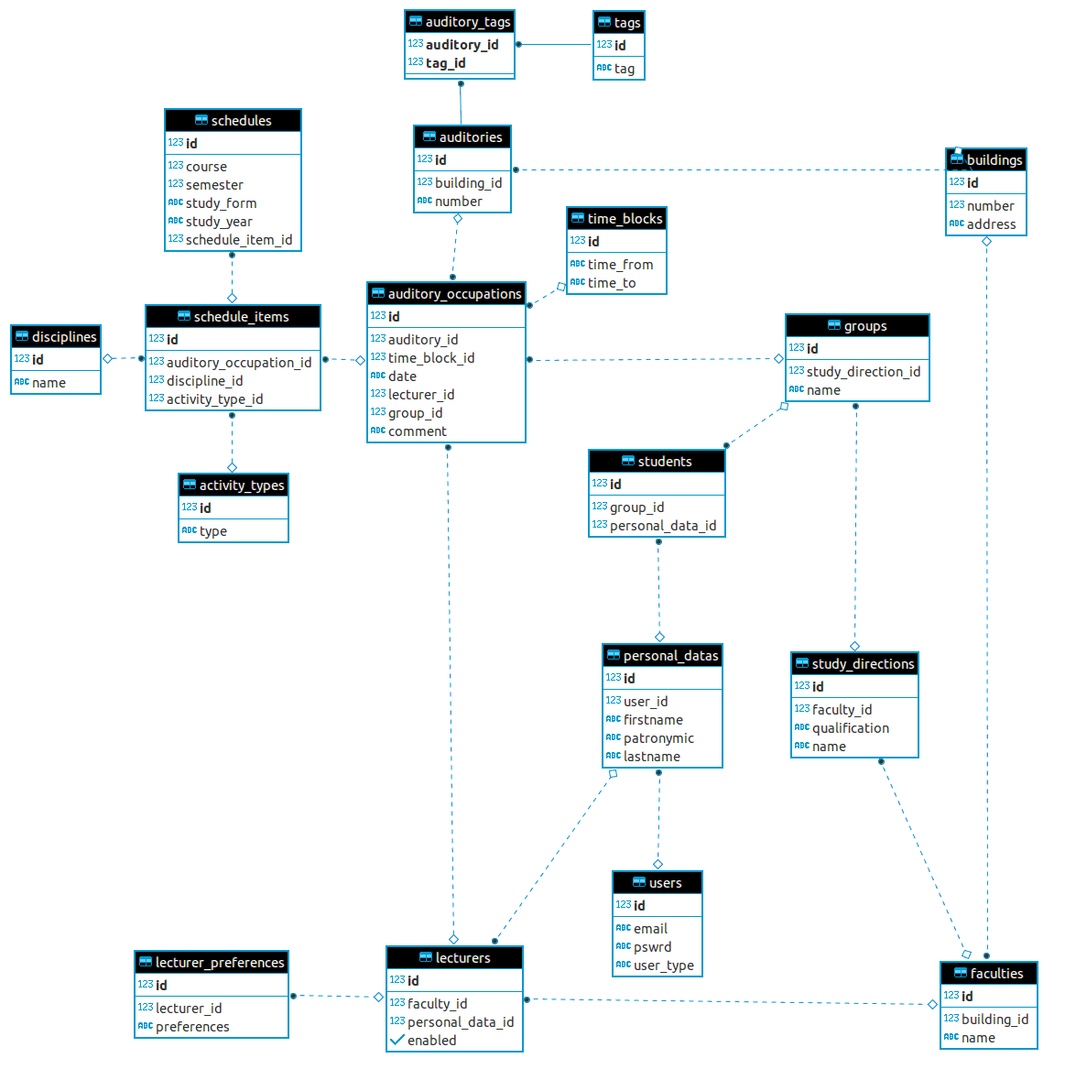 auditory_tags
123 auditory_id
123 tag_id
tags
123 id
ABC tag
schedules
123 id
123 course
123 semester
ABC study_form
ABC study_year
123 schedule_item_id
auditories
123 id
123 building_id
ABC number
buildings
123 id
123 number
ABC address
time_blocks
123 id
ABC time_from
ABC time_to
auditory_occupations
123 id
123 auditory_id
123 time_block_id
ABC date
123 lecturer_id
123 group_id
ABC comment
schedule_items
123 id
123 auditory_occupation_id
123 discipline_id
123 activity_type_id
disciplines
123 id
ABC name
groups
123 id
123 study_direction_id
ABC name
students
123 id
123 group_id
123 personal_data_id
activity_types
123 id
ABC type
personal_datas
123 id
123 user_id
ABC firstname
ABC patronymic
ABC lastname
study_directions
123 id
123 faculty_id
ABC qualification
ABC name
users
123 id
ABC email
ABC pswrd
ABC user_type
lecturer_preferences
123 id
123 lecturer_id
ABC preferences
lecturers
123 id
123 faculty_id
123 personal_data_id
enabled
faculties
123 id
123 building_id
ABC name